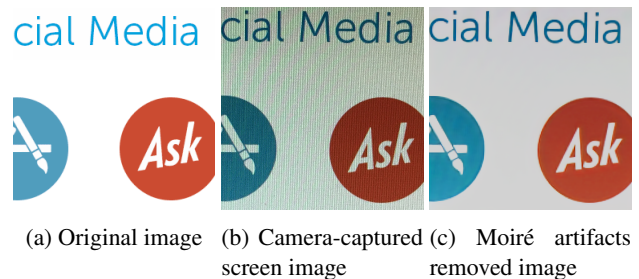 cial Media
cial Media
cial Media
Ask
Ask
Ask
(a) Original image
(b) Camera-captured
screen image
(c) Moiré artifacts
removed image